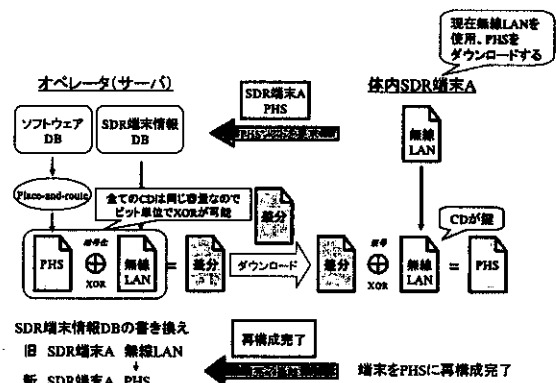 現在無線LANを
使用、PHSを
ダウンロードする
オペレータ(サーバ)
体内SDR端末A
ソフトウェア
DB
SDR端末情報
DB
SDR端末A
PHS
無線
LAN
Place-and-route
全てのCDは同じ容量なので
ビット単位でXORが可能
差分
CDが鍵
PHS
暗号化
⊕
XOR
無線
LAN
=
差分
ダウンロード
差分
復号
⊕
XOR
無線
LAN
=
PHS
SDR端末情報DBの書き換え
旧 SDR端末A 無線LAN
↓
新 SDR端末A PHS
再構成完了
端末をPHSに再構成完了